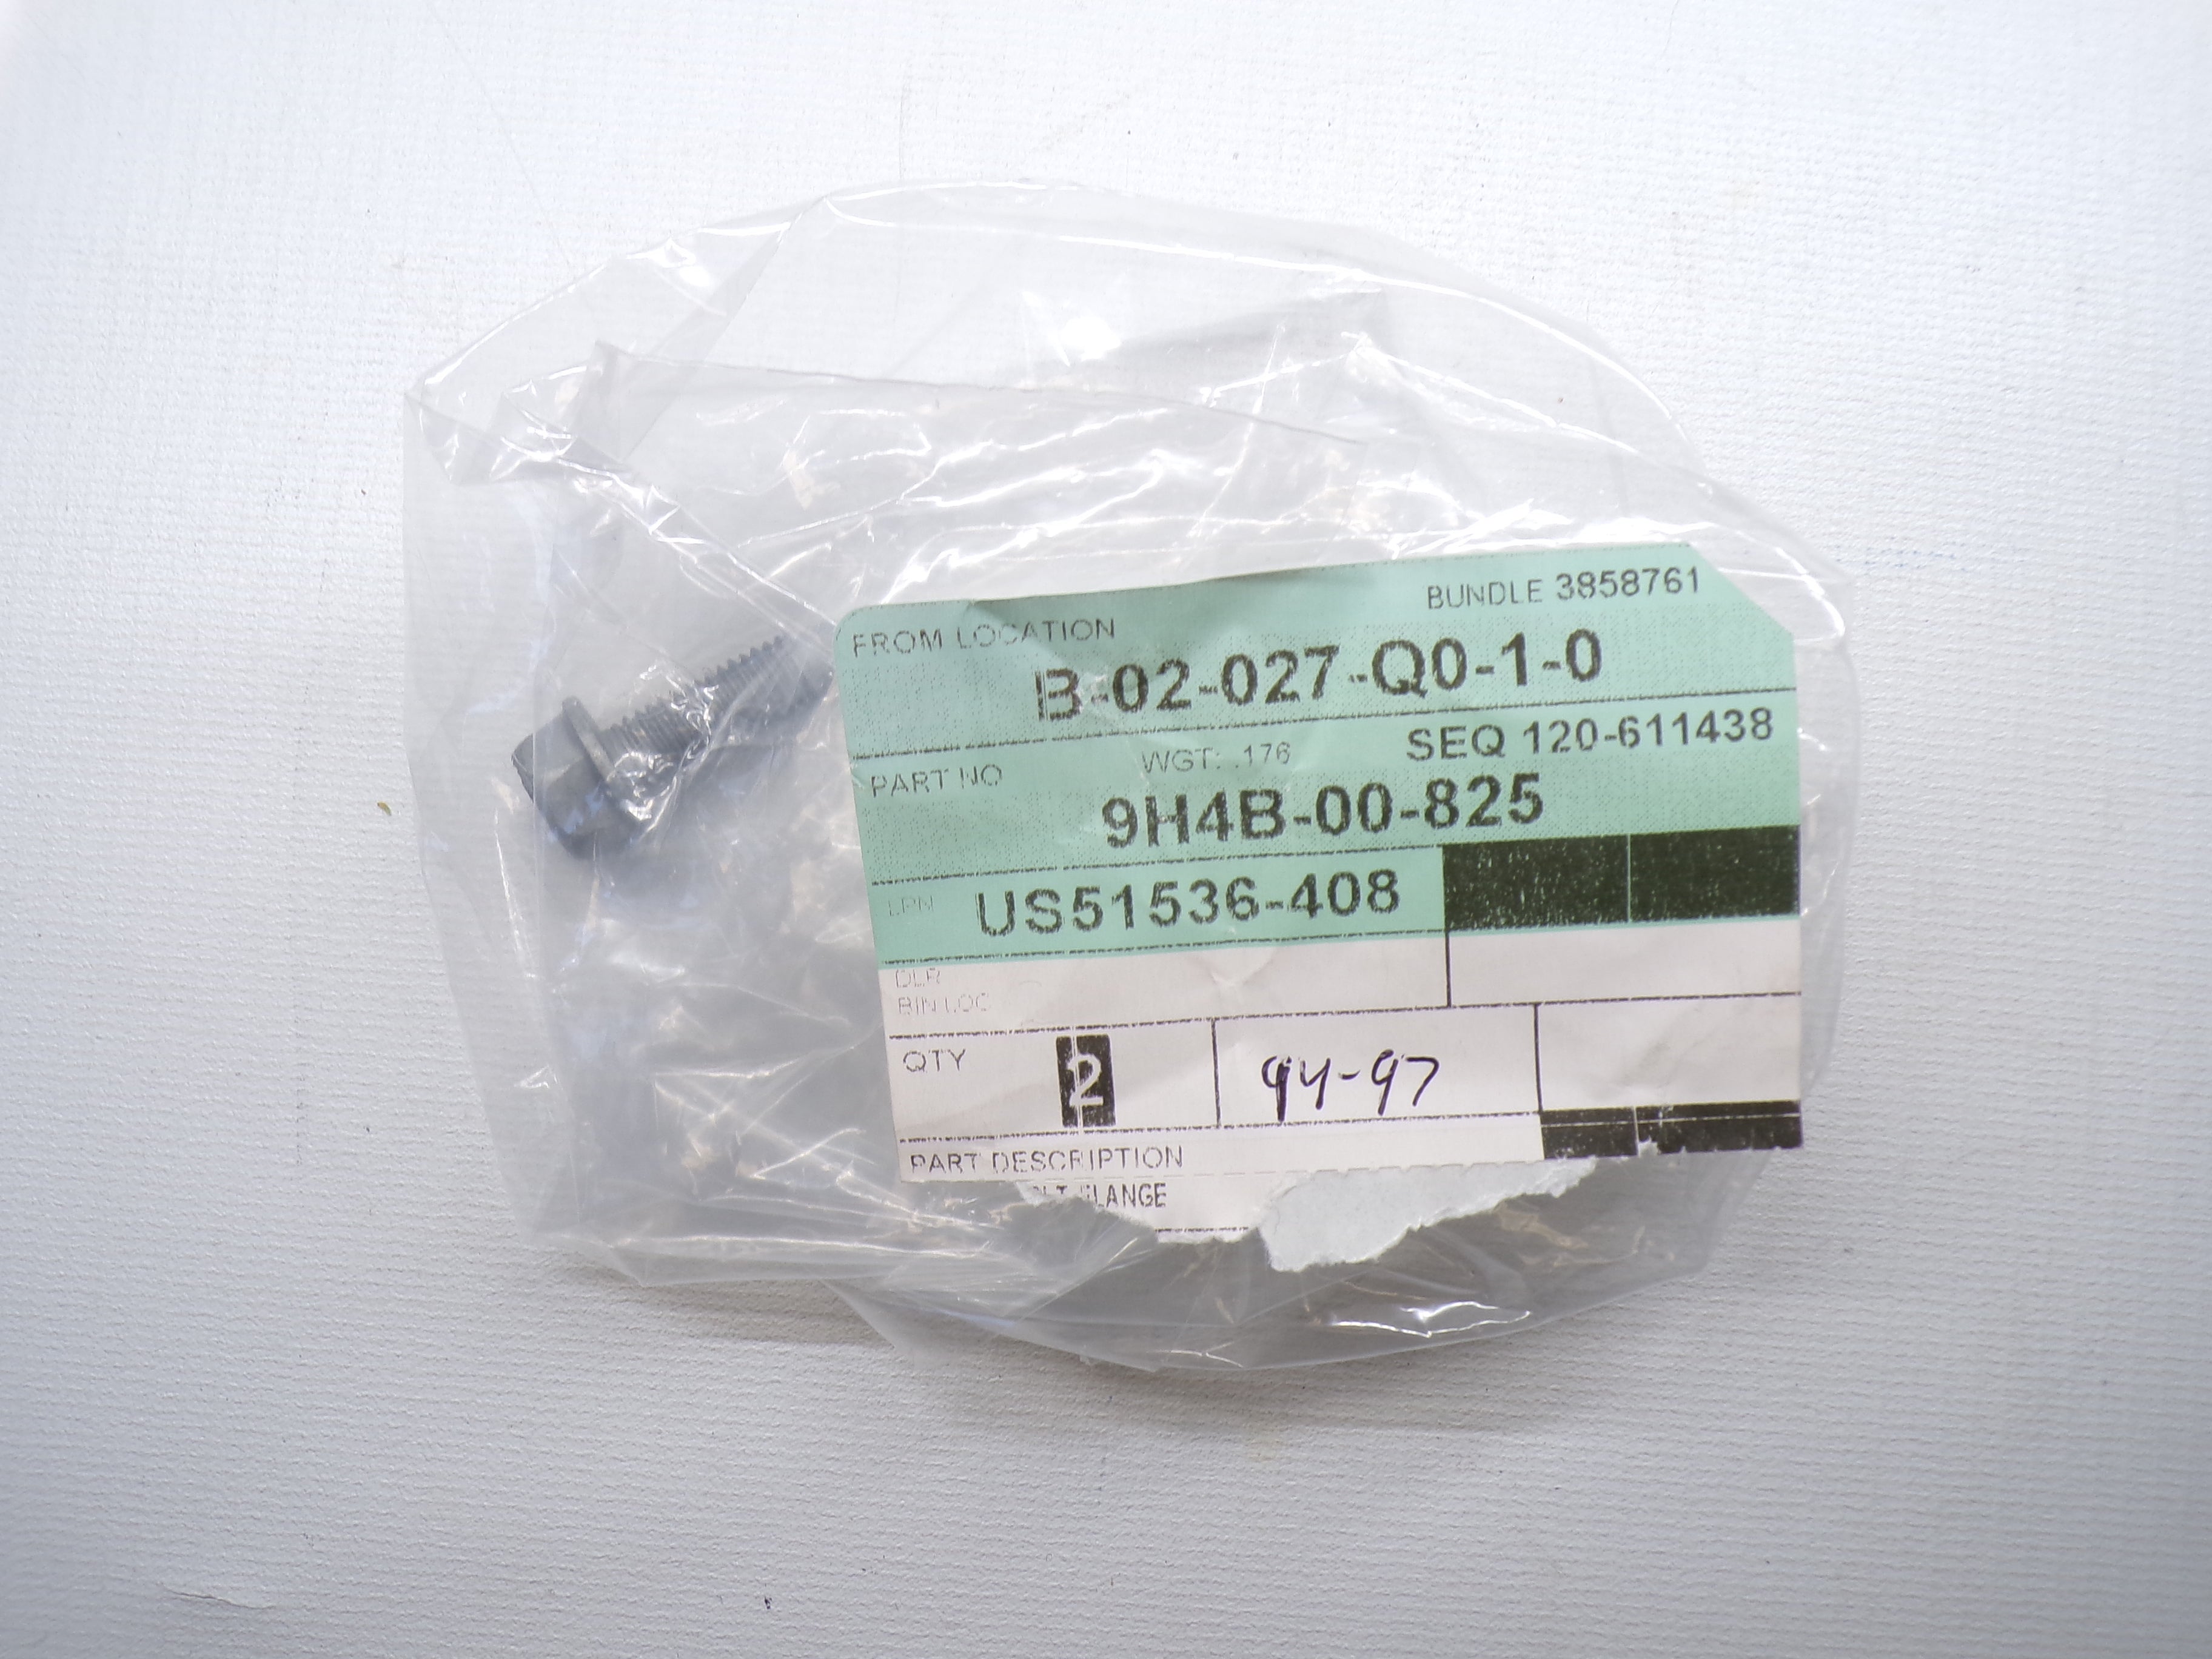 BUNDLE 3858761
FROM LOCATION
B-02-027-Q0-1-0
WGT: .176 SEQ 120-611438
PART NO
9H4B-00-825
LPN US51536-408
DLR
BIN LOC
QTY 2 94-97
PART DESCRIPTION
FLANGE